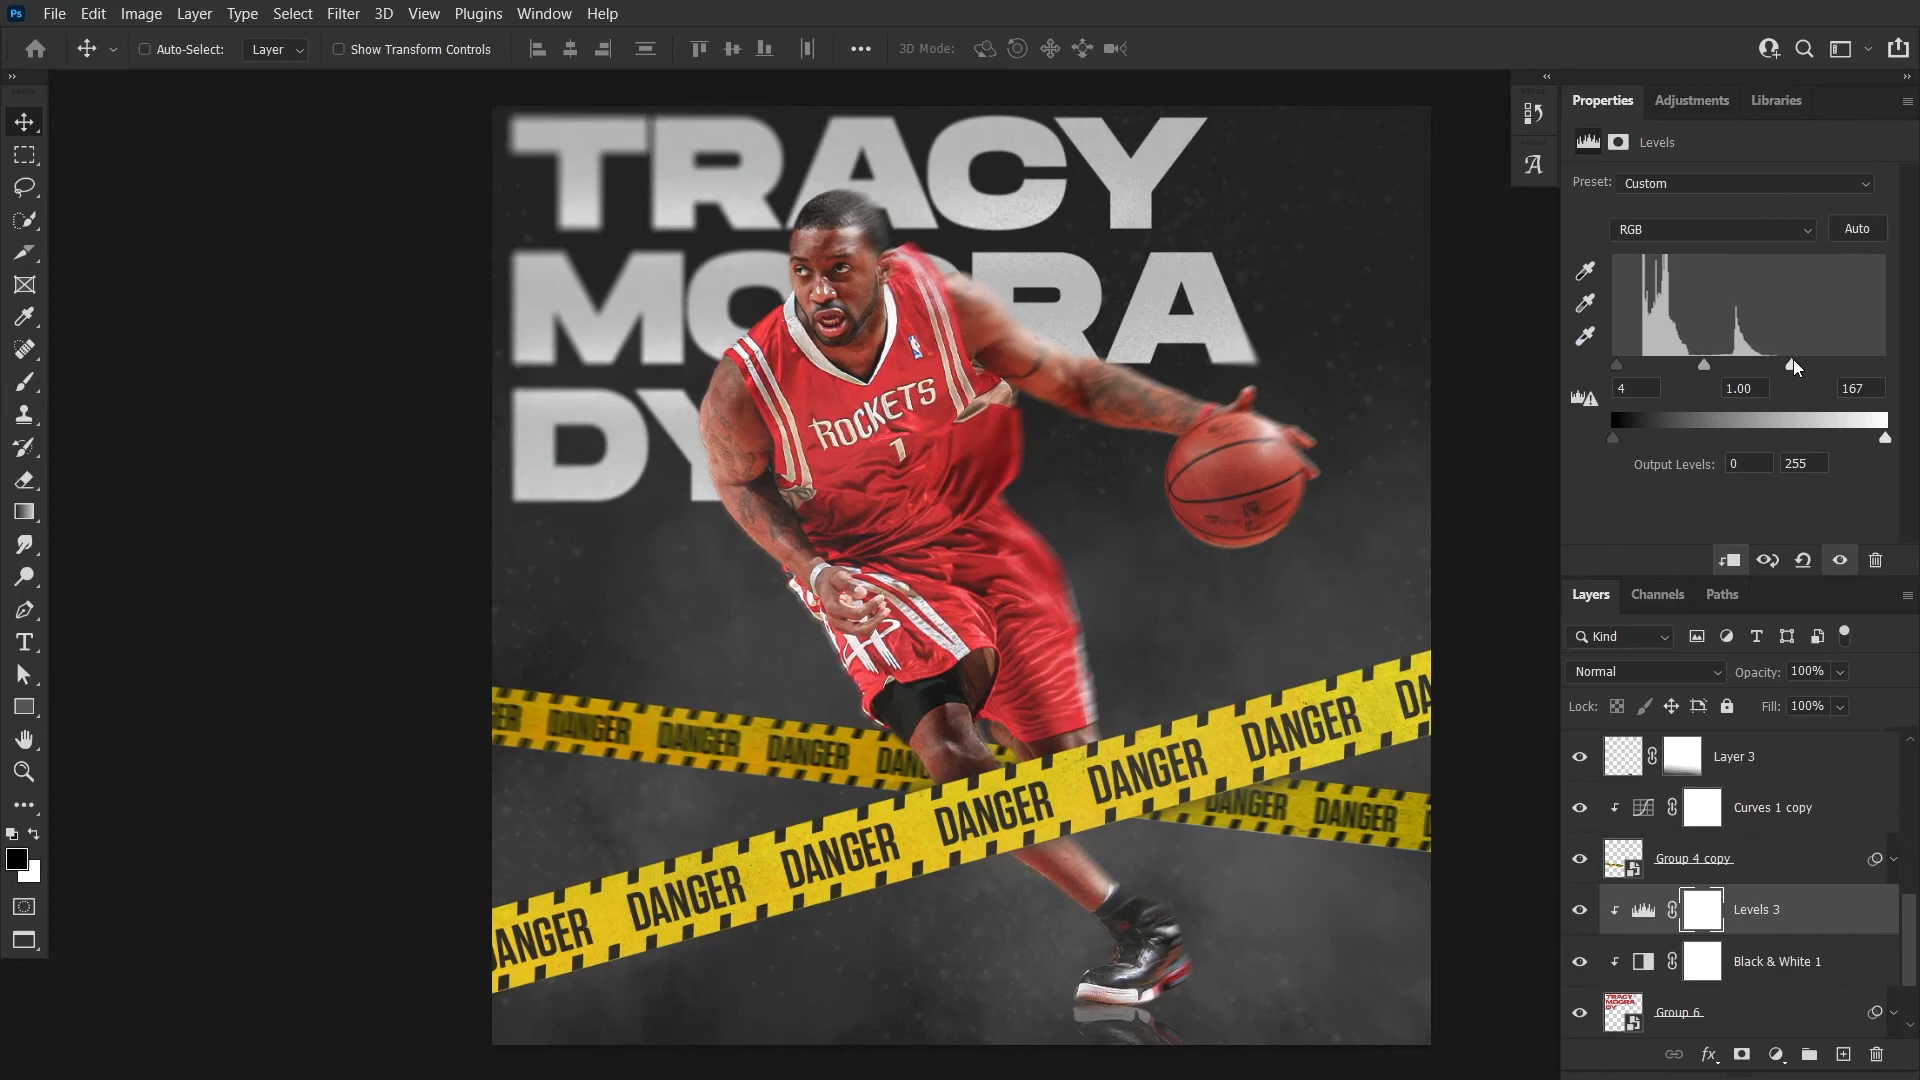 Ps File Edit Image Layer Type Select Filter 3D View Plugins Window Help
Auto-Select: Layer Show Transform Controls 3D Mode:
Properties Adjustments Libraries
Levels
Preset: Custom
RGB Auto
4 1.00 167
Output Levels: 0 255
Layers Channels Paths
Kind
Normal Opacity: 100%
Lock: Fill: 100%
Layer 3
Curves 1 copy
Group 4 copy
Levels 3
Black & White 1
Group 6
TRACY
MCGRA
DY
ROCKETS
1
DANGER DANGER DANGER
DANGER DANGER
DANGER DANGER DANGER DANGER DANGER